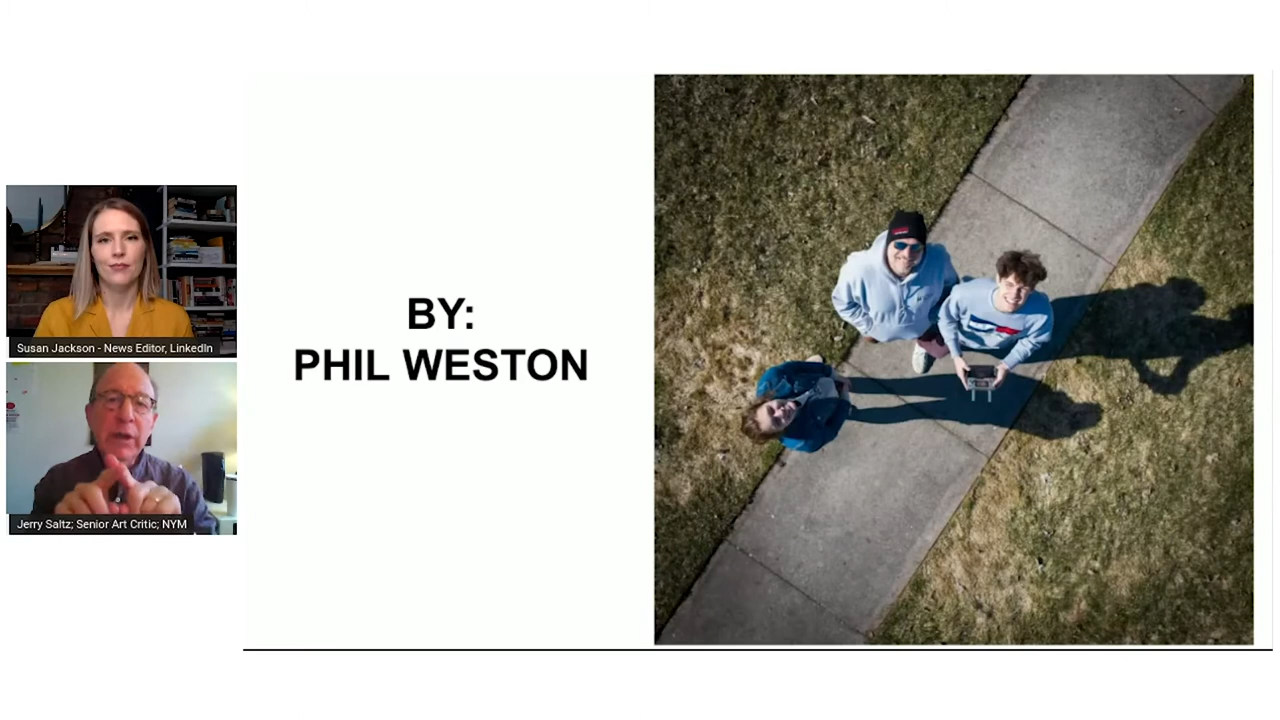 Susan Jackson - News Editor, LinkedIn
Jerry Saltz; Senior Art Critic; NYM
BY:
PHIL WESTON